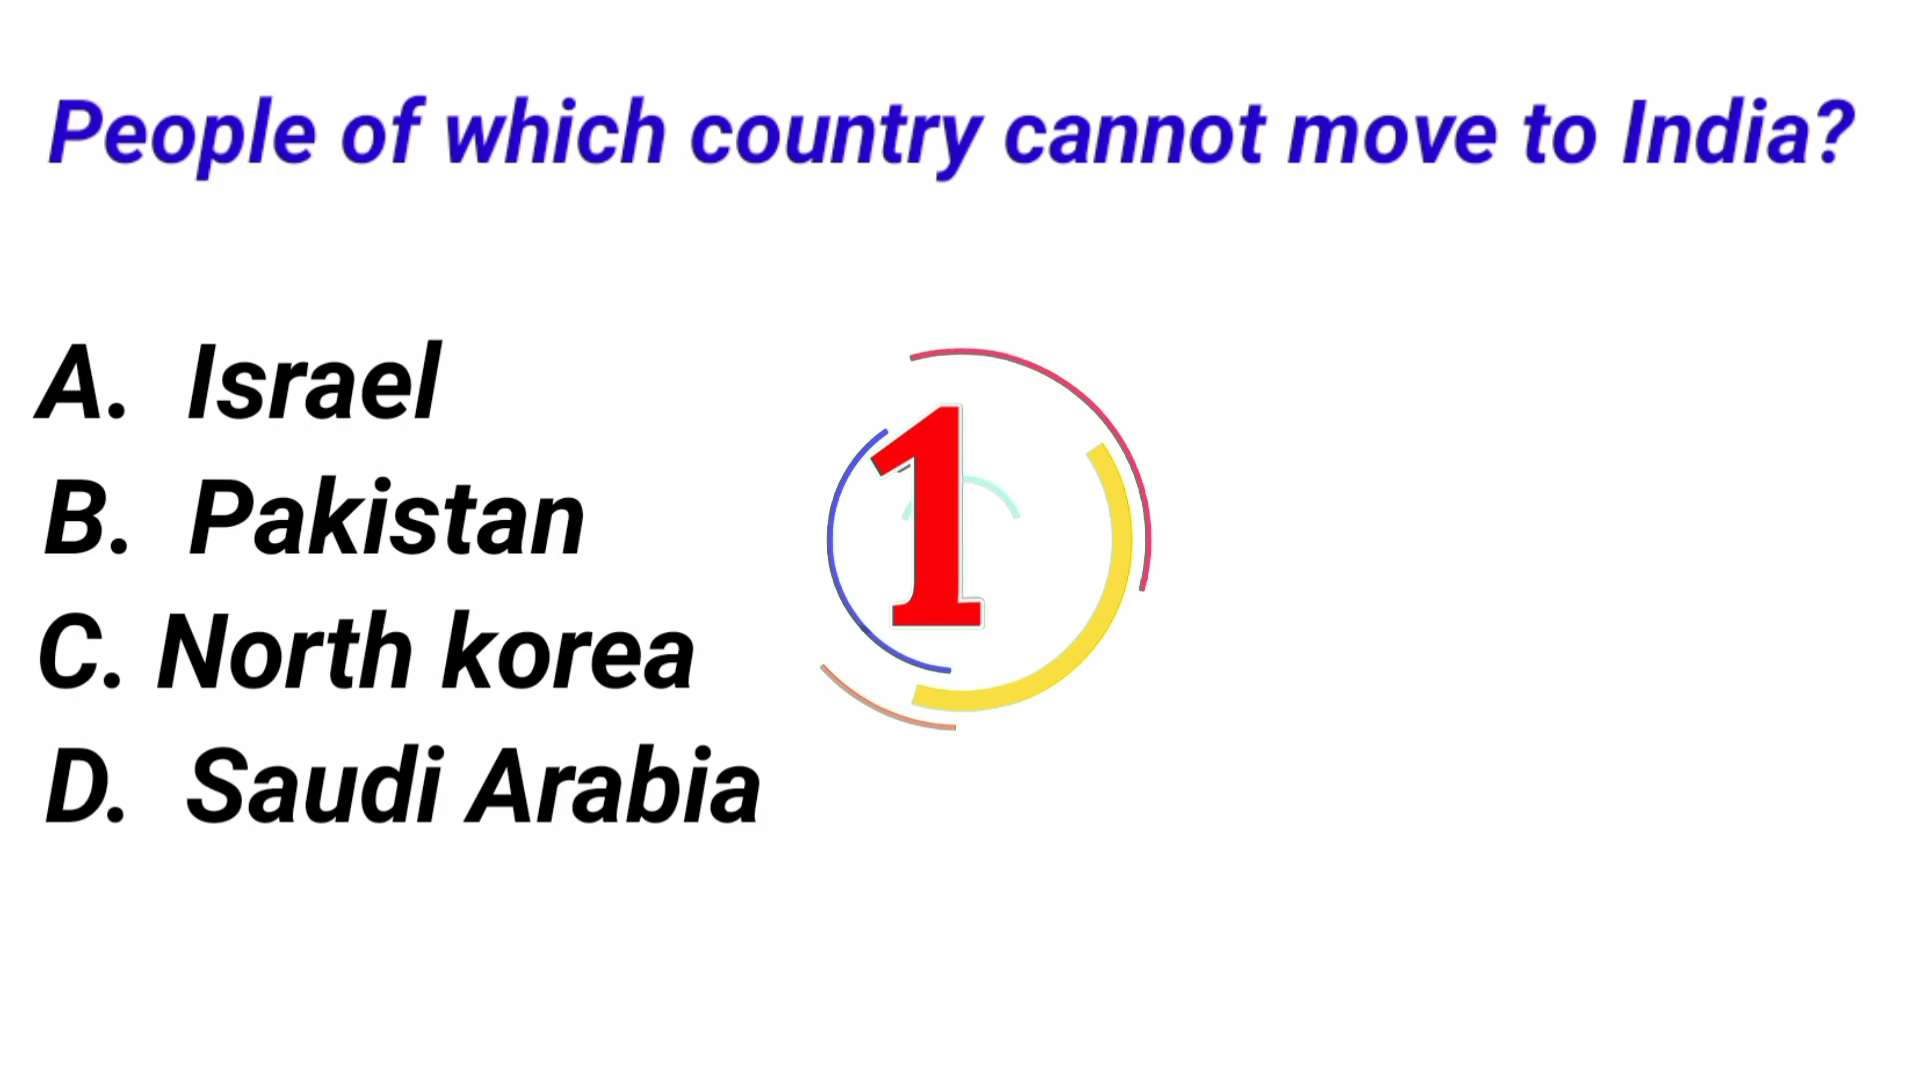 People of which country cannot move to India?
A. Israel
B. Pakistan
C. North korea
D. Saudi Arabia
1